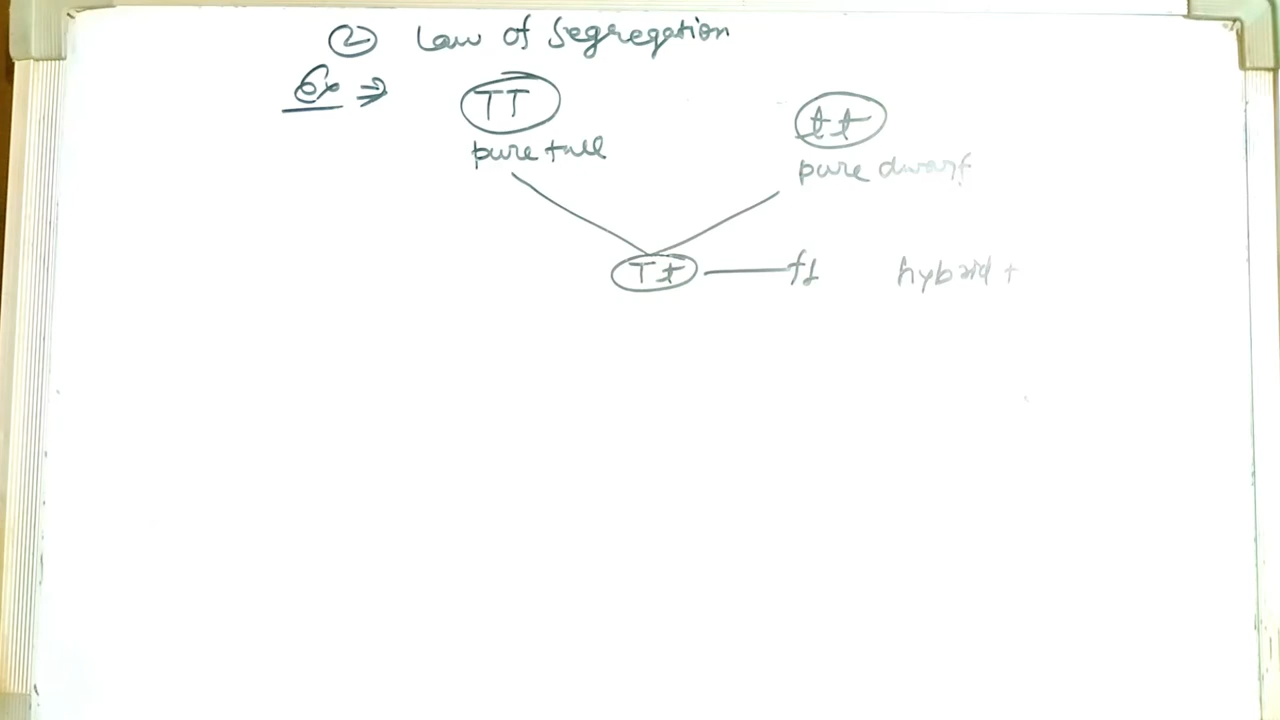 ② Law of Segregation
Ex ⇒ TT tt
pure tall pure dwarf
Tt — f1 hybrid t